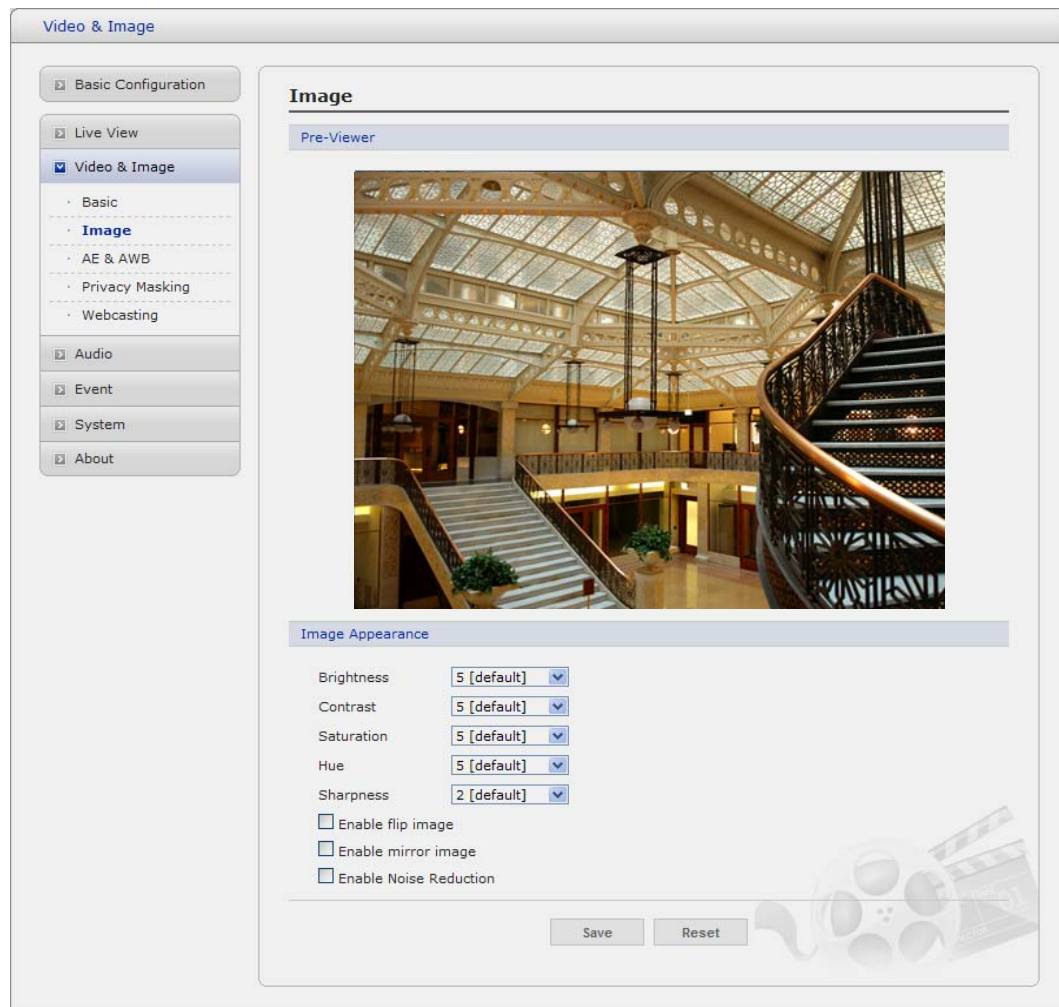 Video & Image
Basic Configuration
Live View
Video & Image
Basic
Image
AE & AWB
Privacy Masking
Webcasting
Audio
Event
System
About
Image
Pre-Viewer
Image Appearance
Brightness 5 [default]
Contrast 5 [default]
Saturation 5 [default]
Hue 5 [default]
Sharpness 2 [default]
Enable flip image
Enable mirror image
Enable Noise Reduction
Save Reset